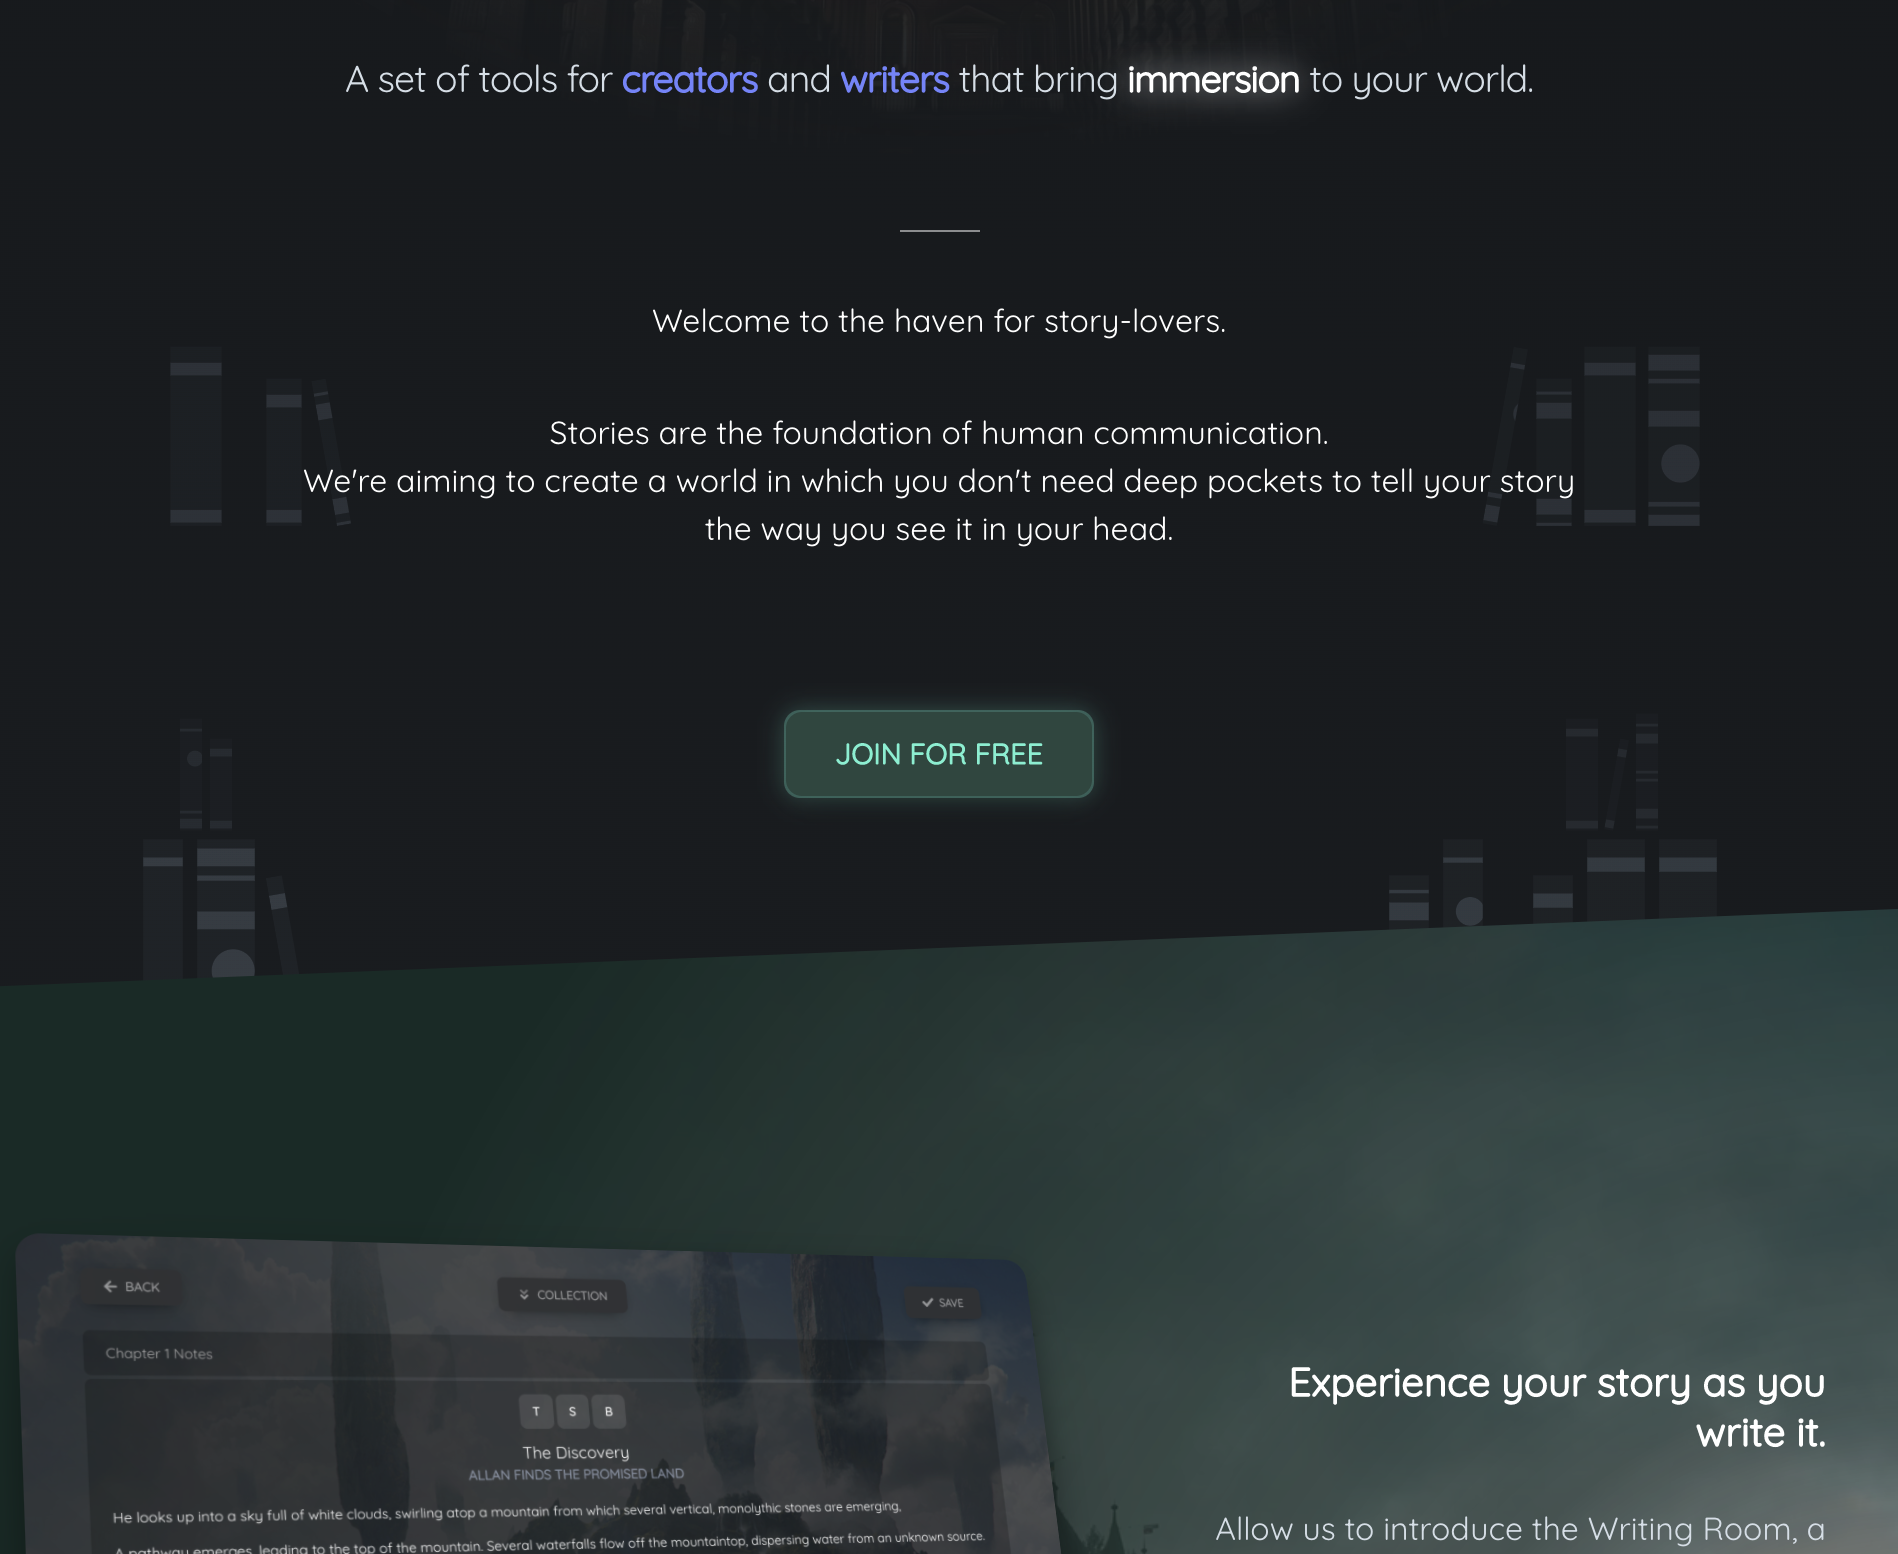 A set of tools for creators and writers that bring immersion to your world.
Welcome to the haven for story-lovers.
Stories are the foundation of human communication.
We're aiming to create a world in which you don't need deep pockets to tell your story
the way you see it in your head.
JOIN FOR FREE
BACK
COLLECTION
SAVE
Chapter 1 Notes
T S B
The Discovery
ALLAN FINDS THE PROMISED LAND
He looks up into a sky full of white clouds, swirling atop a mountain from which several vertical, monolythic stones are emerging,
A pathway emerges, leading to the top of the mountain. Several waterfalls flow off the mountaintop, dispersing water from an unknown source.
Experience your story as you
write it.
Allow us to introduce the Writing Room, a